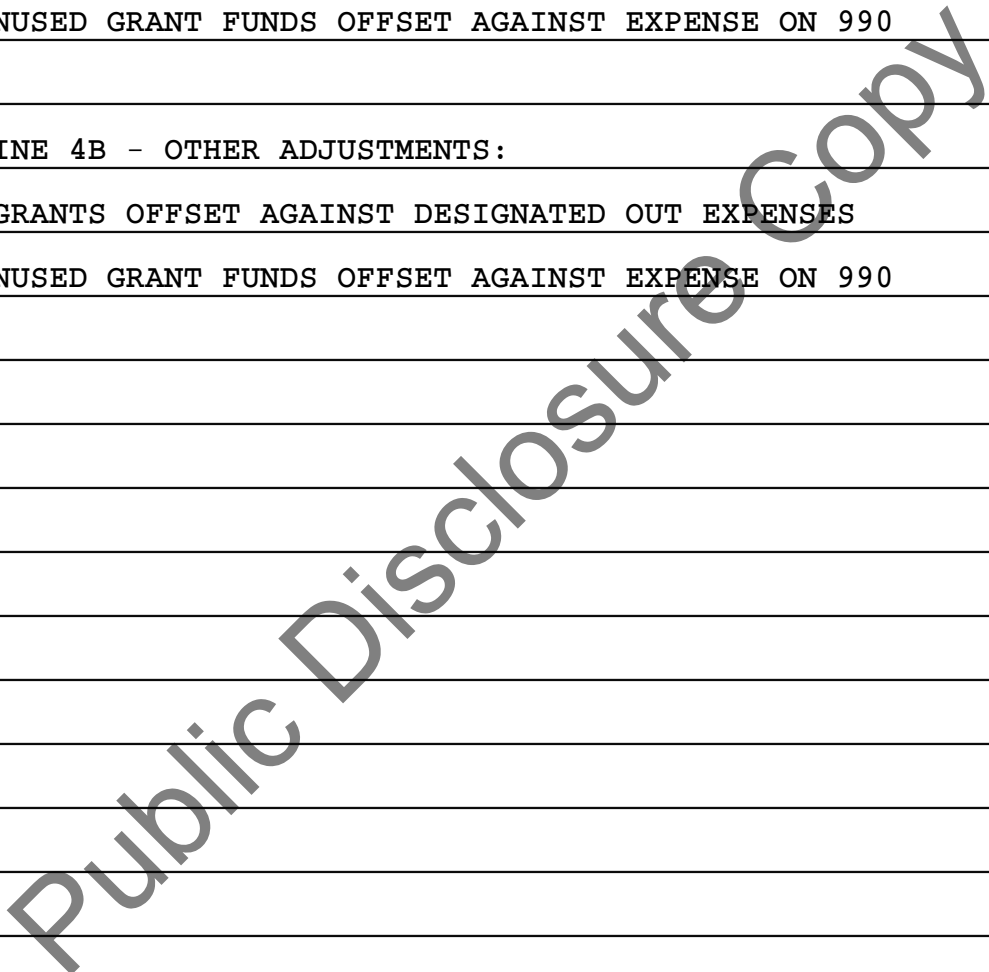 NUSED GRANT FUNDS OFFSET AGAINST EXPENSE ON 990
INE 4B - OTHER ADJUSTMENTS:
GRANTS OFFSET AGAINST DESIGNATED OUT EXPENSES
NUSED GRANT FUNDS OFFSET AGAINST EXPENSE ON 990
Public Disclosure Copy